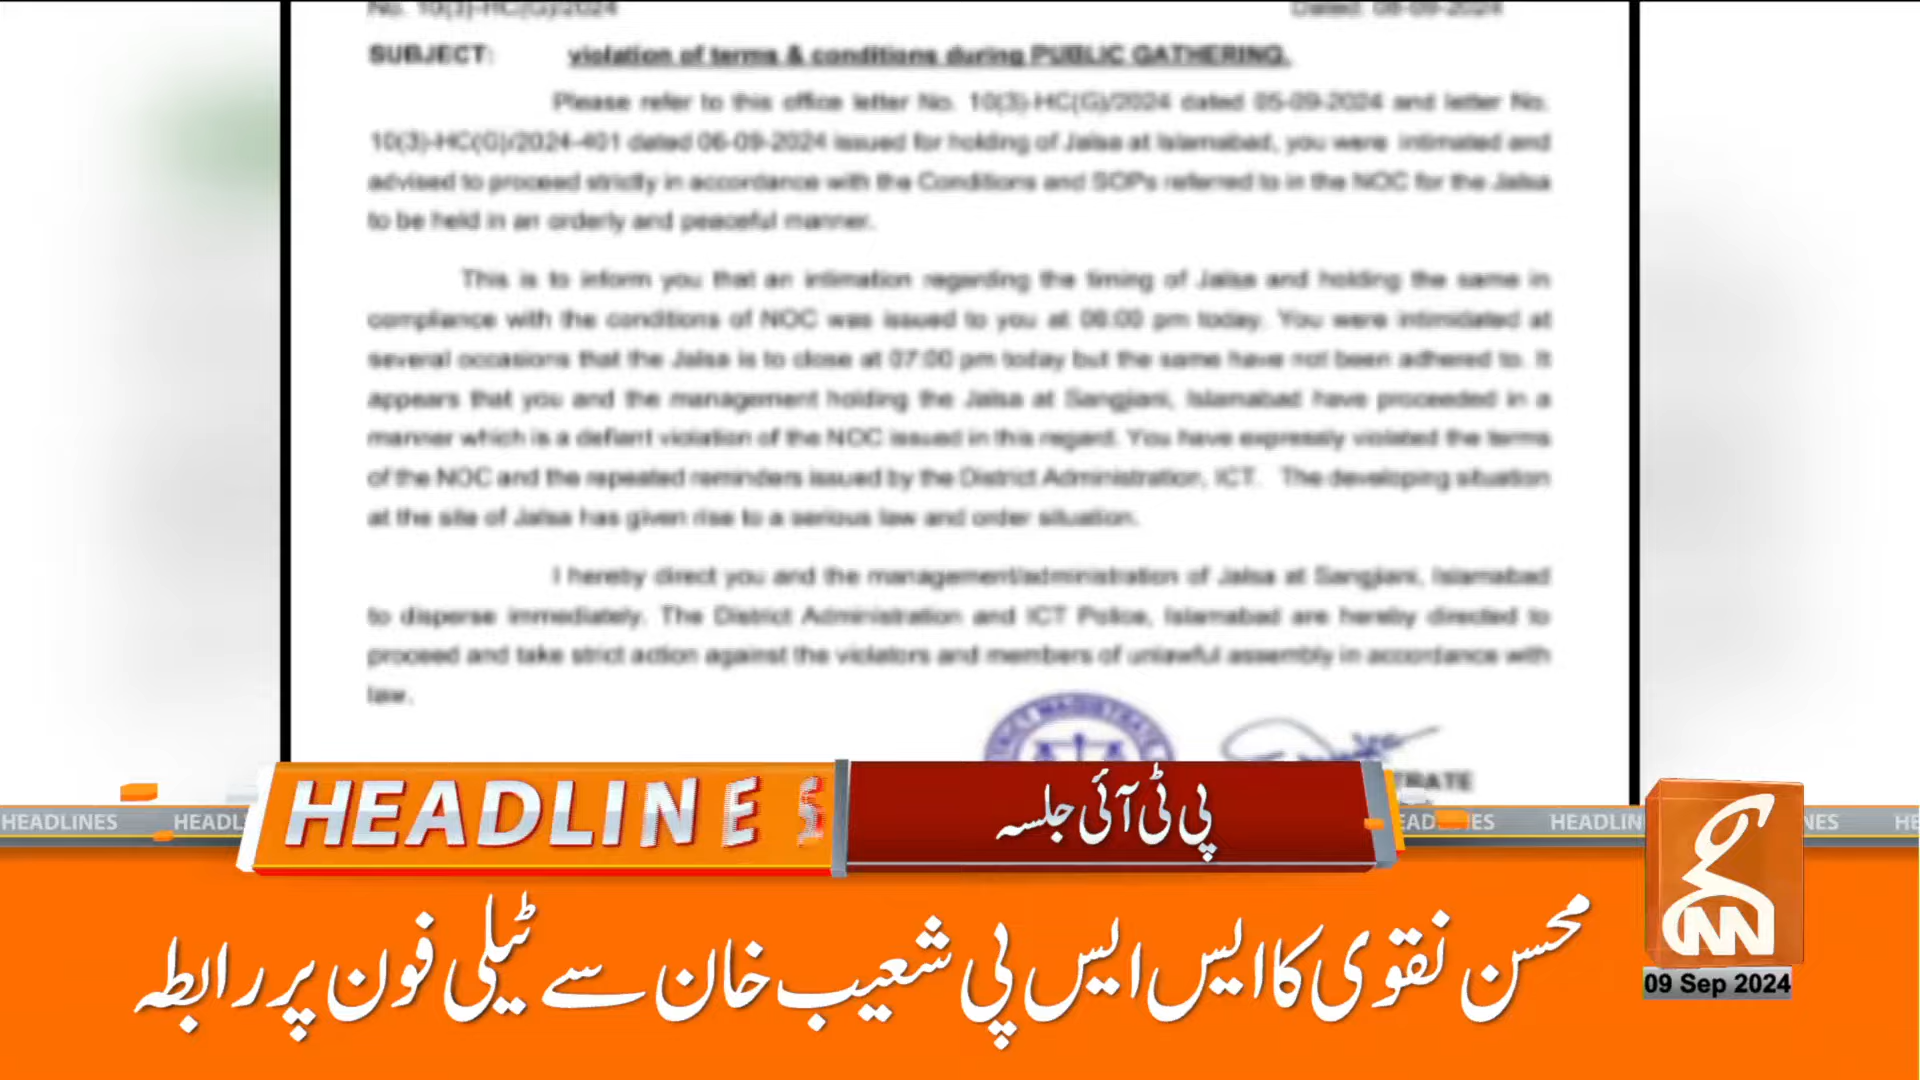 No. 10(3)-HC(G)/2024 Dated: 08-09-2024
SUBJECT: violation of terms & conditions during PUBLIC GATHERING.
Please refer to this office letter No. 10(3)-HC(G)/2024 dated 05-09-2024 and letter No.
10(3)-HC(G)/2024-401 dated 06-09-2024 issued for holding of Jalsa at Islamabad, you were intimated and
advised to proceed strictly in accordance with the Conditions and SOPs referred to in the NOC for the Jalsa
to be held in an orderly and peaceful manner.
This is to inform you that an intimation regarding the timing of Jalsa and holding the same in
compliance with the conditions of NOC was issued to you at 06:00 pm today. You were intimidated at
several occasions that the Jalsa is to close at 07:00 pm today but the same have not been adhered to. It
appears that you and the management holding the Jalsa at Sangjiani, Islamabad have proceeded in a
manner which is a defiant violation of the NOC issued in this regard. You have expressly violated the terms
of the NOC and the repeated reminders issued by the District Administration, ICT. The developing situation
at the site of Jalsa has given rise to a serious law and order situation.
I hereby direct you and the management/administration of Jalsa at Sangjiani, Islamabad
to disperse immediately. The District Administration and ICT Police, Islamabad are hereby directed to
proceed and take strict action against the violators and members of unlawful assembly in accordance with
law.
HEADLINES
پی ٹی آئی جلسہ
HEADLINES HEADLINES
محسن نقوی کا ایس ایس پی شعیب خان سے ٹیلی فون پر رابطہ
GNN
09 Sep 2024